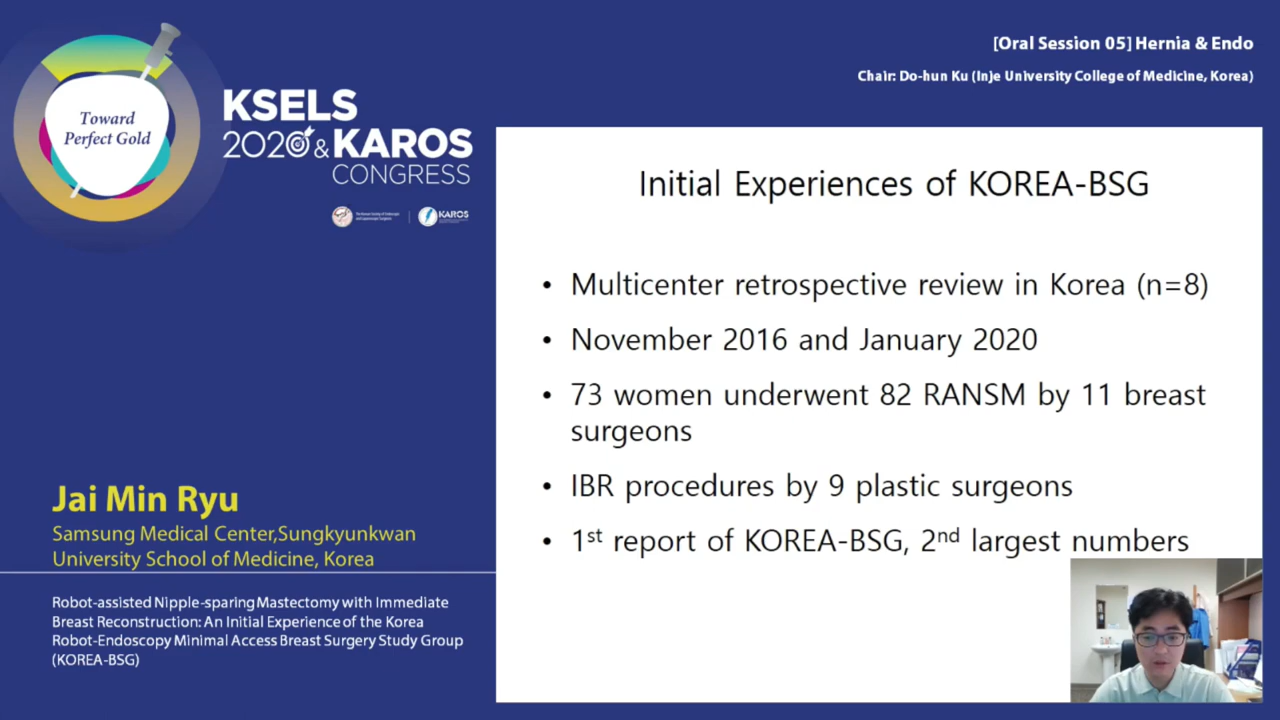 [Oral Session 05] Hernia & Endo
Chair: Do-hun Ku (Inje University College of Medicine, Korea)
Toward
Perfect Gold
KSELS
2020 & KAROS
CONGRESS
KAROS
Initial Experiences of KOREA-BSG
• Multicenter retrospective review in Korea (n=8)
• November 2016 and January 2020
• 73 women underwent 82 RANSM by 11 breast
surgeons
• IBR procedures by 9 plastic surgeons
• 1st report of KOREA-BSG, 2nd largest numbers
Jai Min Ryu
Samsung Medical Center,Sungkyunkwan
University School of Medicine, Korea
Robot-assisted Nipple-sparing Mastectomy with Immediate
Breast Reconstruction: An Initial Experience of the Korea
Robot-Endoscopy Minimal Access Breast Surgery Study Group
(KOREA-BSG)